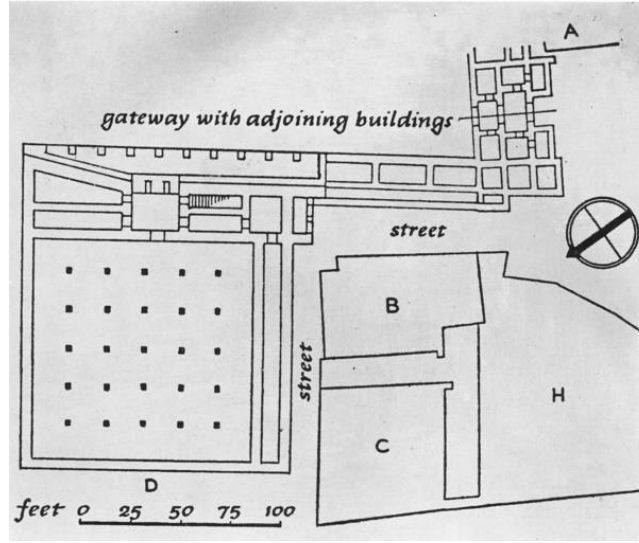 A
gateway with adjoining buildings
street
B
street
H
C
D
feet 0 25 50 75 100